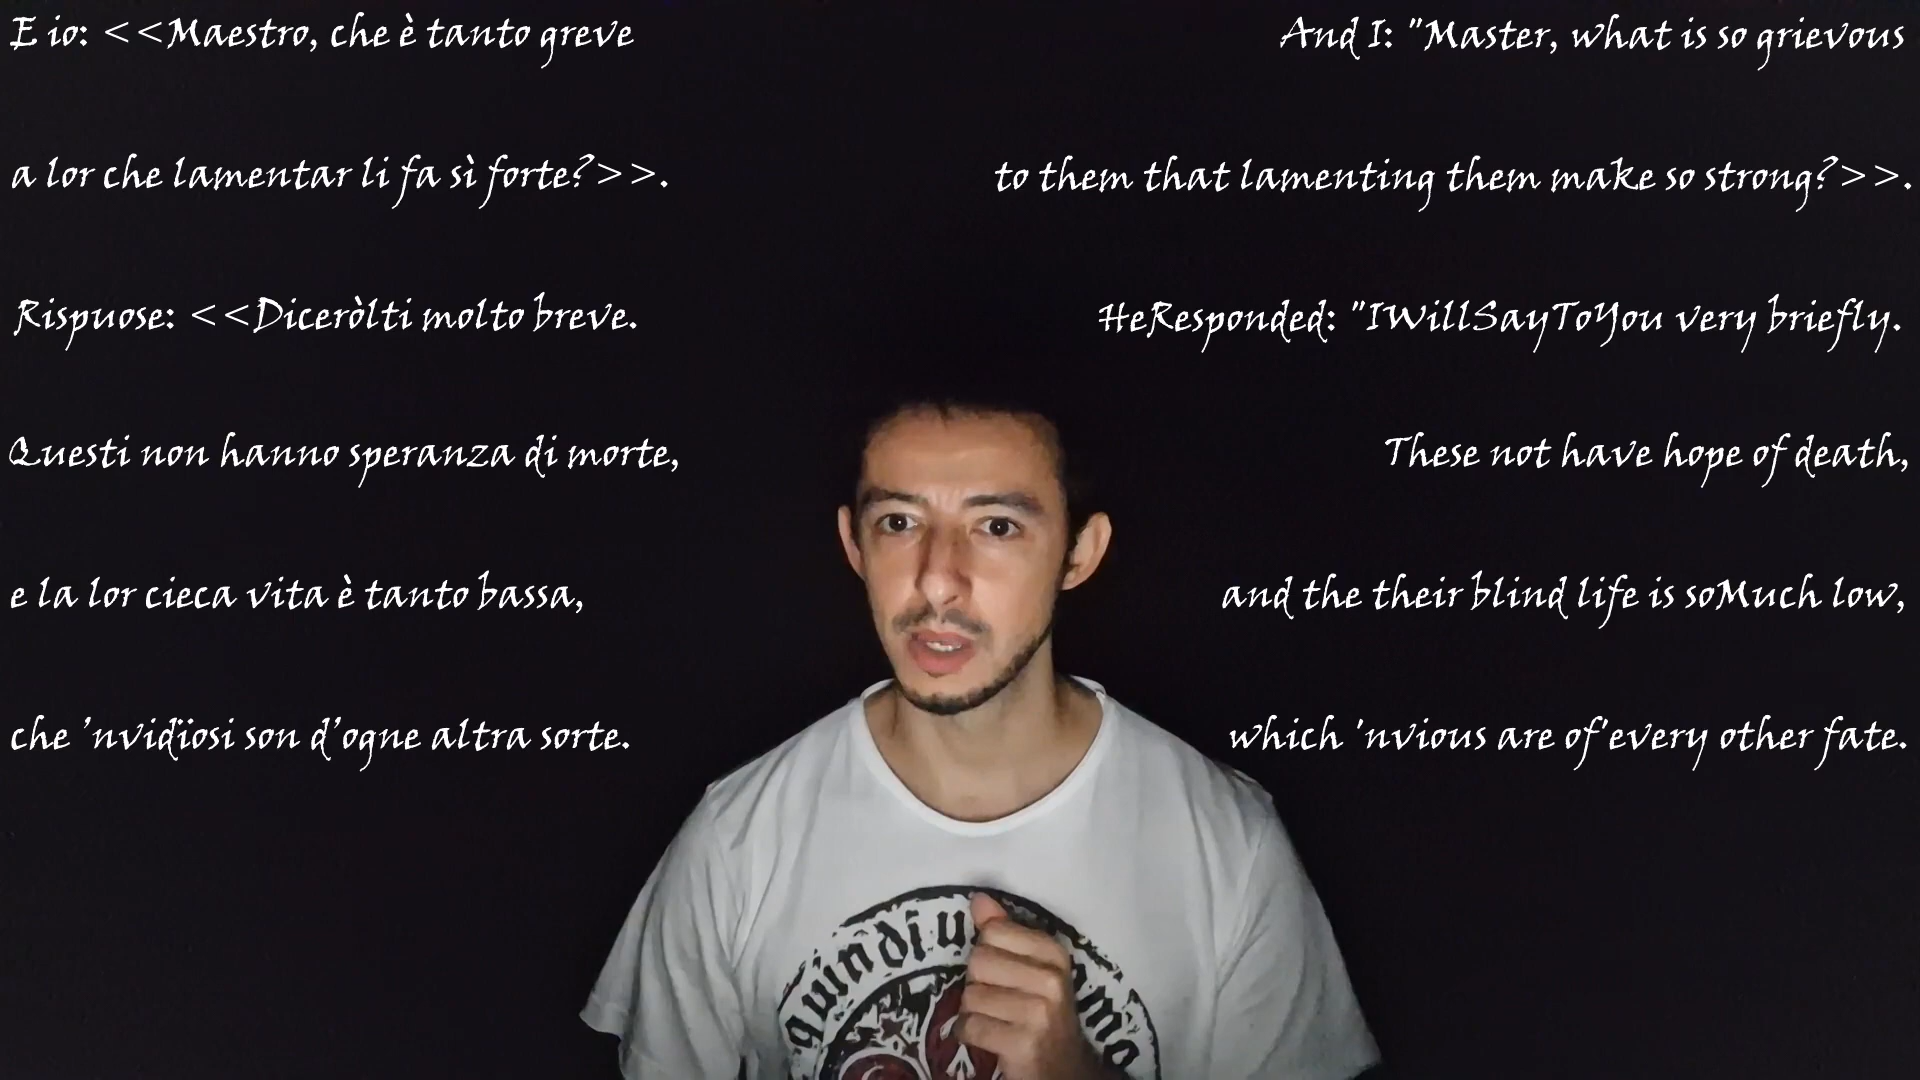 E io: <<Maestro, che è tanto greve
a lor che lamentar li fa sì forte?>>.
Rispuose: <<Diceròlti molto breve.
Questi non hanno speranza di morte,
e la lor cieca vita è tanto bassa,
che 'nvidïosi son d'ogne altra sorte.
And I: "Master, what is so grievous
to them that lamenting them make so strong?>>.
HeResponded: "IWillSayToYou very briefly.
These not have hope of death,
and the their blind life is soMuch low,
which 'nvious are of'every other fate.
quindi